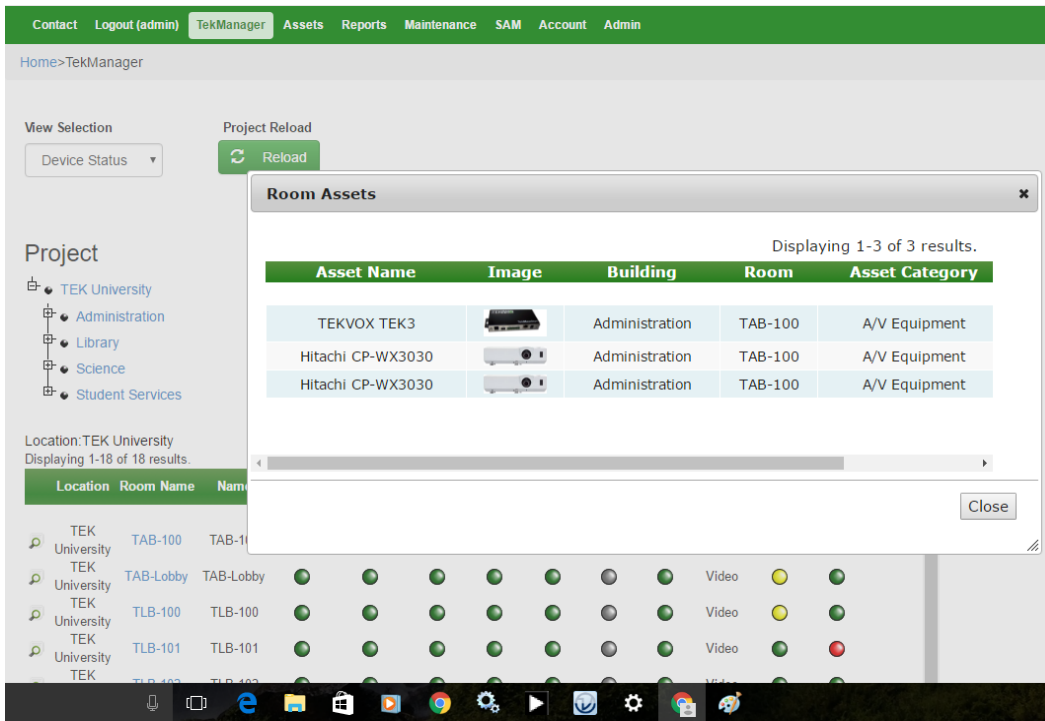 Contact Logout (admin) TekManager Assets Reports Maintenance SAM Account Admin
Home>TekManager
View Selection Project Reload
Device Status Reload
Room Assets
Displaying 1-3 of 3 results.
Asset Name Image Building Room Asset Category
TEKVOX TEK3 Administration TAB-100 A/V Equipment
Hitachi CP-WX3030 Administration TAB-100 A/V Equipment
Hitachi CP-WX3030 Administration TAB-100 A/V Equipment
Close
Project
TEK University
Administration
Library
Science
Student Services
Location:TEK University
Displaying 1-18 of 18 results.
Location Room Name Name
TEK University TAB-100 TAB-10
TEK University TAB-Lobby TAB-Lobby Video
TEK University TLB-100 TLB-100 Video
TEK University TLB-101 TLB-101 Video
TEK